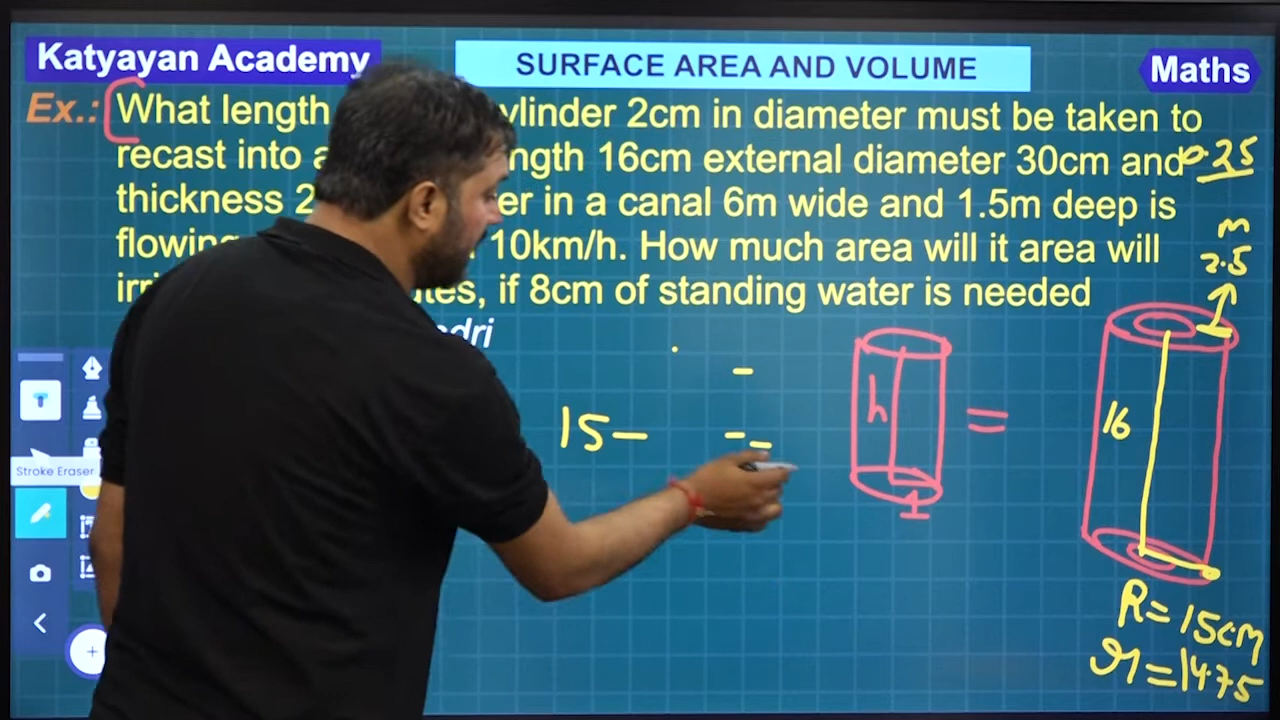 Katyayan Academy
SURFACE AREA AND VOLUME
Maths
Ex.: What length ylinder 2cm in diameter must be taken to
recast into a ngth 16cm external diameter 30cm and
thickness 2 er in a canal 6m wide and 1.5m deep is
flowing 10km/h. How much area will it area will
irri utes, if 8cm of standing water is needed
ndri
0.25
m
2.5
h
=
16
15-
1
Stroke Eraser
R=15cm
r=14.75